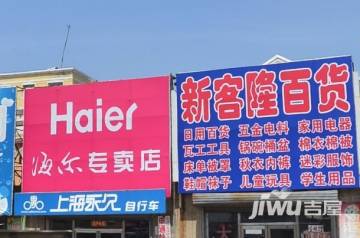 Haier
海尔专卖店
上海永久自行车
新客隆百货
日用百货 五金电料 家用电器
瓦工工具 锅碗桶盆 棉衣棉被
床单被罩 秋衣内裤 迷彩服饰
鞋帽袜子 儿童玩具 学生用品
JIWU吉屋